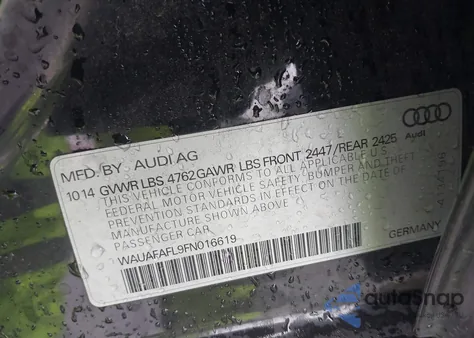 Audi
MFD. BY AUDI AG
1014 GVWR LBS 4762 GAWR LBS FRONT 2447/REAR 2425
THIS VEHICLE CONFORMS TO ALL APPLICABLE U.S.
FEDERAL MOTOR VEHICLE SAFETY, BUMPER AND THEFT
PREVENTION STANDARDS IN EFFECT ON THE DATE OF
MANUFACTURE SHOWN ABOVE
PASSENGER CAR
WAUAFAFL9FN016619
GERMANY
autoSnap